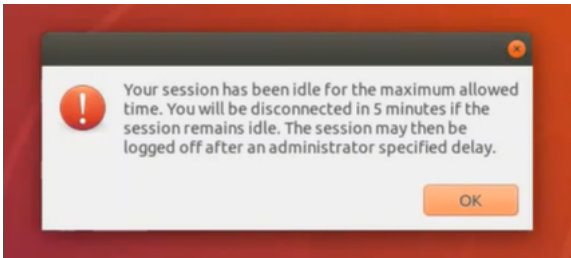 Your session has been idle for the maximum allowed
time. You will be disconnected in 5 minutes if the
session remains idle. The session may then be
logged off after an administrator specified delay.
OK